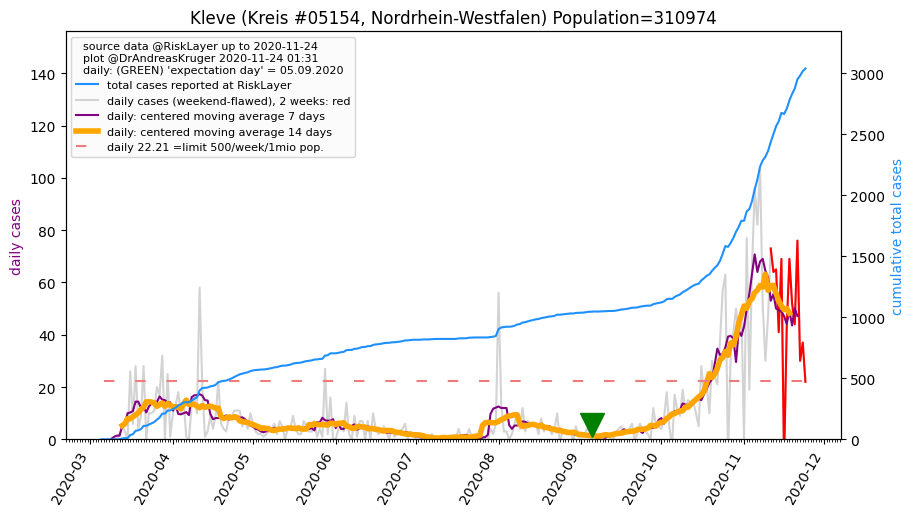 Kleve (Kreis #05154, Nordrhein-Westfalen) Population=310974
source data @RiskLayer up to 2020-11-24
plot @DrAndreasKruger 2020-11-24 01:31
daily: (GREEN) 'expectation day' = 05.09.2020
total cases reported at RiskLayer
daily cases (weekend-flawed), 2 weeks: red
daily: centered moving average 7 days
daily: centered moving average 14 days
daily 22.21 =limit 500/week/1mio pop.
daily cases
140
120
100
80
60
40
20
0
cumulative total cases
3000
2500
2000
1500
1000
500
0
2020-03
2020-04
2020-05
2020-06
2020-07
2020-08
2020-09
2020-10
2020-11
2020-12